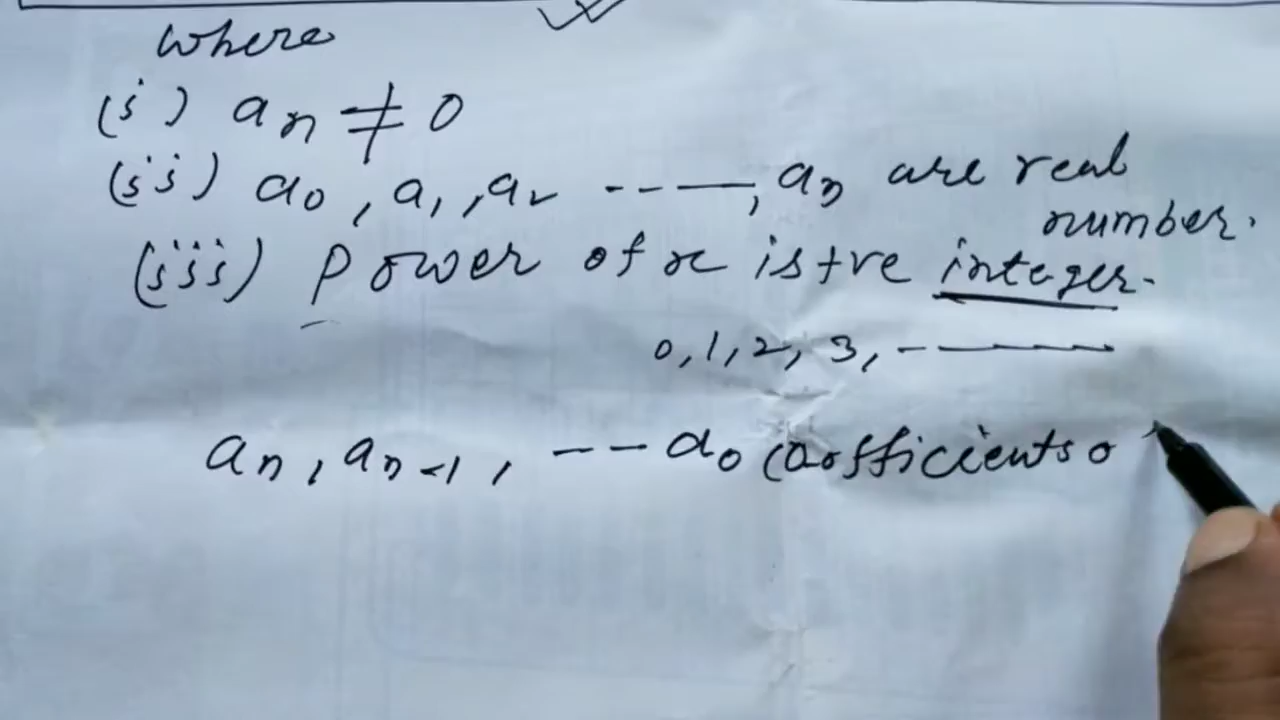 where
(i) aₙ ≠ 0
(ii) a₀, a₁, a₂ -----, aₙ are real
number.
(iii) Power of x is +ve integer.
0, 1, 2, 3, -----
aₙ, aₙ₋₁, -- a₀ Coefficients o